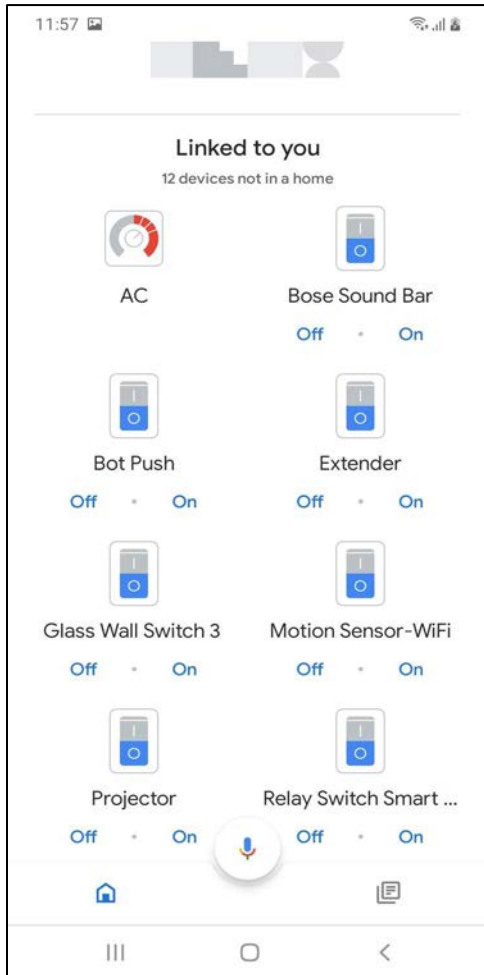 11:57
Linked to you
12 devices not in a home
AC
Bose Sound Bar
Off • On
Bot Push
Extender
Off • On Off • On
Glass Wall Switch 3
Motion Sensor-WiFi
Off • On Off • On
Projector
Relay Switch Smart ...
Off • On Off • On